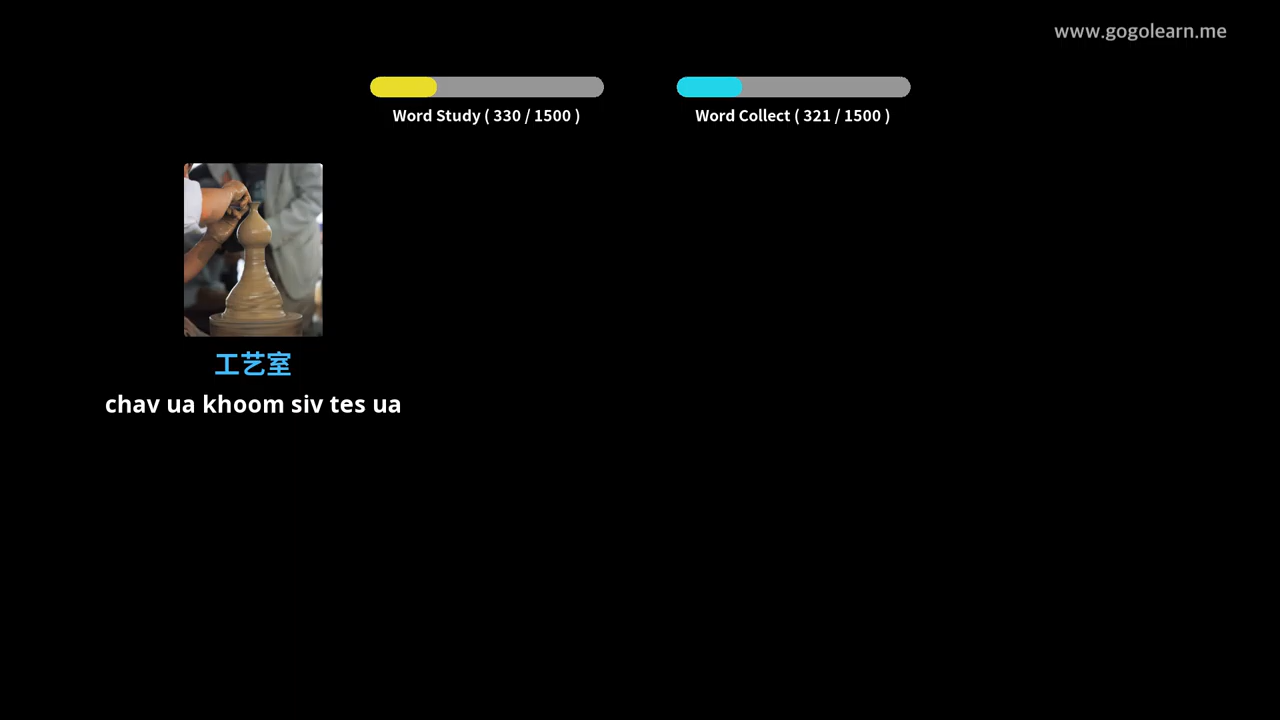 www.gogolearn.me
Word Study ( 330 / 1500 )
Word Collect ( 321 / 1500 )
工艺室
chav ua khoom siv tes ua